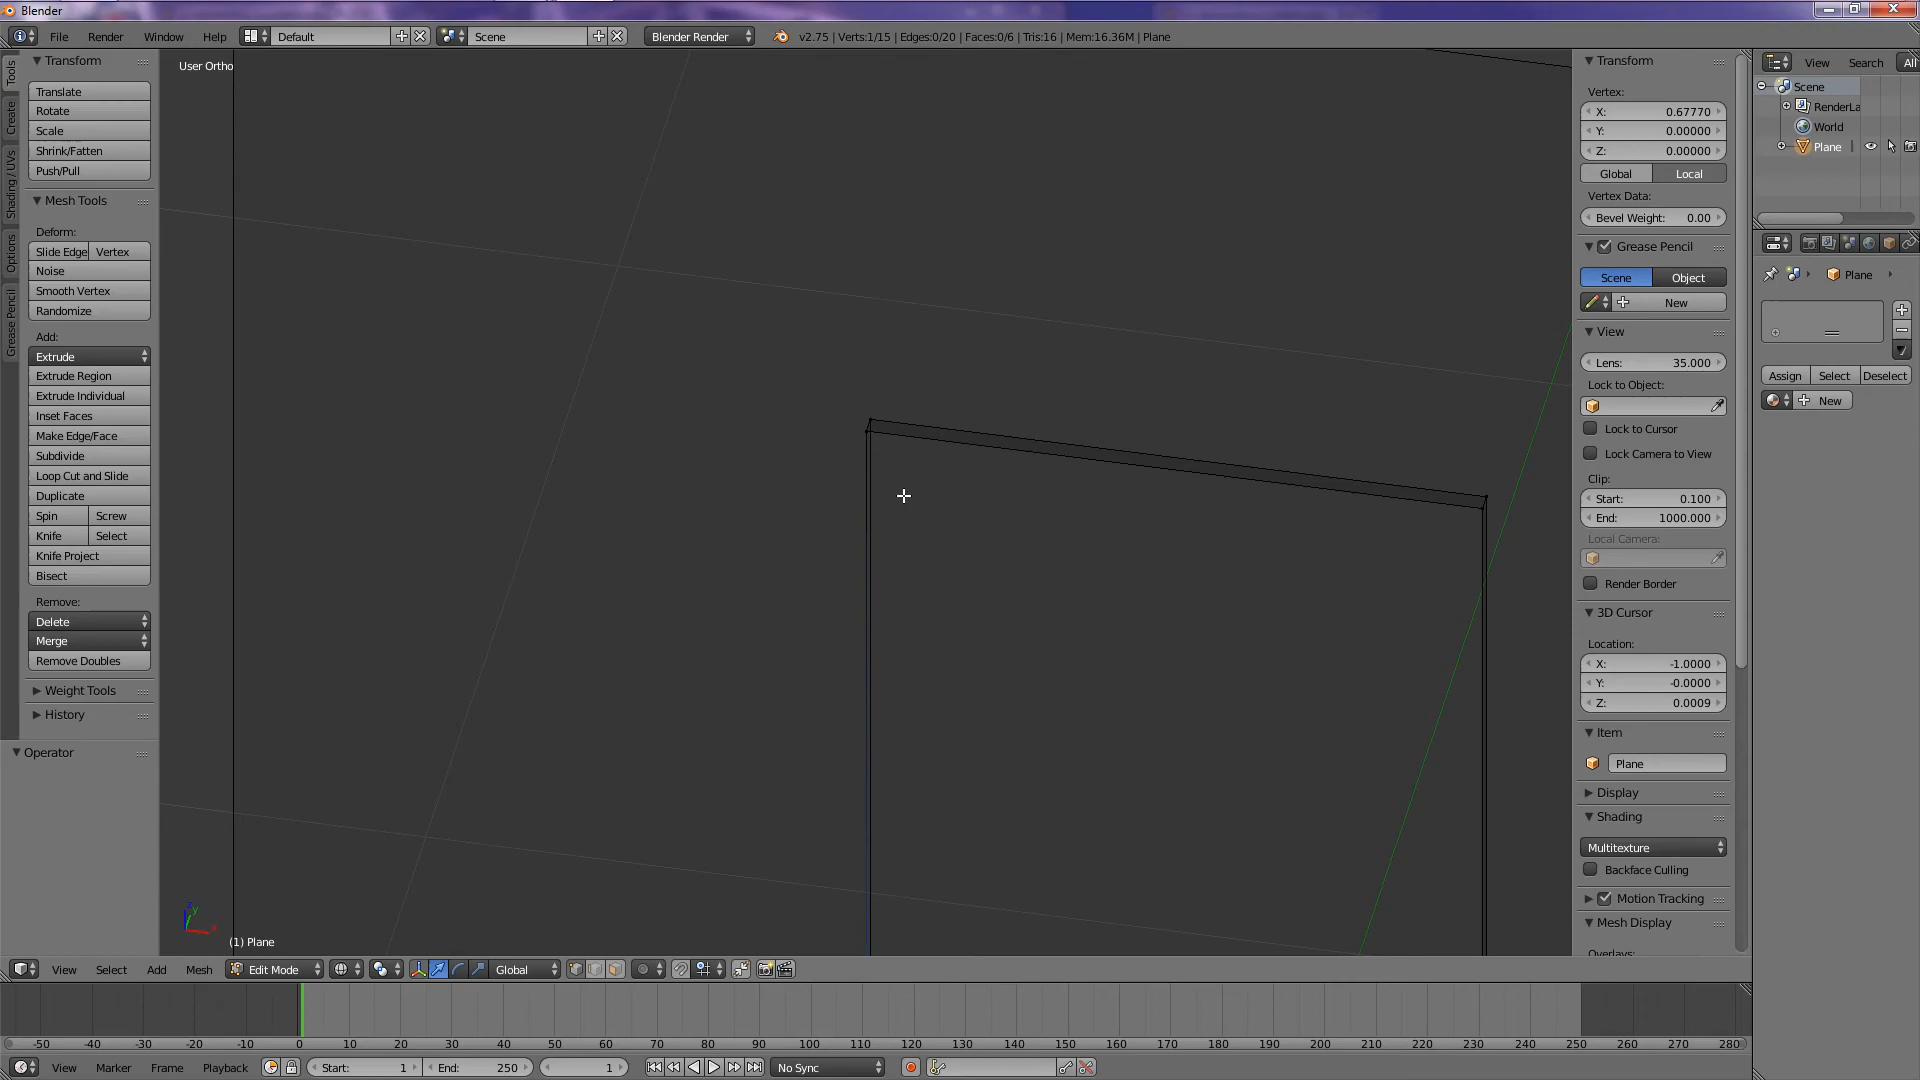 Blender
File Render Window Help Default Scene Blender Render v2.75 | Verts:1/15 | Edges:0/20 | Faces:0/6 | Tris:16 | Mem:16.36M | Plane
Tools
Create
Shading / UVs
Options
Grease Pencil
Transform
Translate
Rotate
Scale
Shrink/Fatten
Push/Pull
Mesh Tools
Deform:
Slide Edge Vertex
Noise
Smooth Vertex
Randomize
Add:
Extrude
Extrude Region
Extrude Individual
Inset Faces
Make Edge/Face
Subdivide
Loop Cut and Slide
Duplicate
Spin Screw
Knife Select
Knife Project
Bisect
Remove:
Delete
Merge
Remove Doubles
Weight Tools
History
Operator
User Ortho
(1) Plane
Transform
Vertex:
X: 0.67770
Y: 0.00000
Z: 0.00000
Global Local
Vertex Data:
Bevel Weight: 0.00
Grease Pencil
Scene Object
New
View
Lens: 35.000
Lock to Object:
Lock to Cursor
Lock Camera to View
Clip:
Start: 0.100
End: 1000.000
Local Camera:
Render Border
3D Cursor
Location:
X: -1.0000
Y: -0.0000
Z: 0.0009
Item
Plane
Display
Shading
Multitexture
Backface Culling
Motion Tracking
Mesh Display
Overlays:
View Search All
Scene
RenderLa
World
Plane
Plane
Assign Select Deselect
New
View Select Add Mesh Edit Mode Global
-50 -40 -30 -20 -10 0 10 20 30 40 50 60 70 80 90 100 110 120 130 140 150 160 170 180 190 200 210 220 230 240 250 260 270 280
View Marker Frame Playback Start: 1 End: 250 1 No Sync